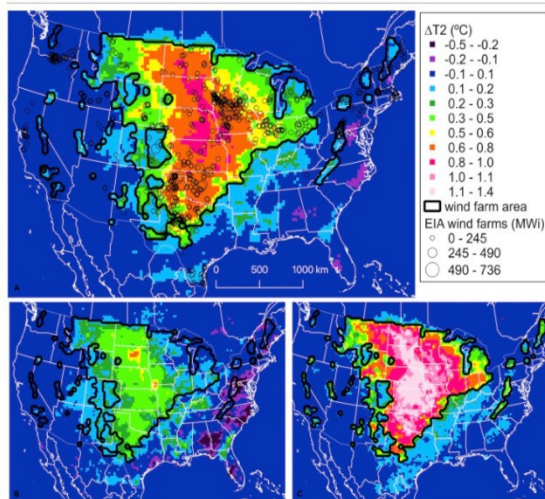 ΔT2 (ºC)
-0.5 - -0.2
-0.2 - -0.1
-0.1 - 0.1
0.1 - 0.2
0.2 - 0.3
0.3 - 0.5
0.5 - 0.6
0.6 - 0.8
0.8 - 1.0
1.0 - 1.1
1.1 - 1.4
wind farm area
EIA wind farms (MWi)
0 - 245
245 - 490
490 - 736
0 500 1000 km
A
B
C